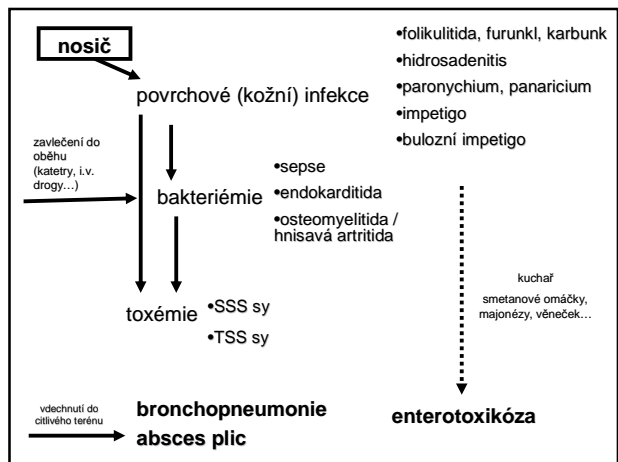 nosič
povrchové (kožní) infekce
•folikulitida, furunkl, karbunk
•hidrosadenitis
•paronychium, panaricium
•impetigo
•bulozní impetigo
zavlečení do
oběhu
(katetry, i.v.
drogy…)
bakteriémie
•sepse
•endokarditida
•osteomyelitida /
hnisavá artritida
toxémie
•SSS sy
•TSS sy
kuchař
smetanové omáčky,
majonézy, věneček…
vdechnutí do
citlivého terénu
bronchopneumonie
absces plic
enterotoxikóza